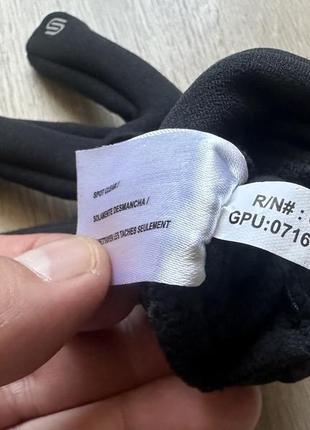 SPOT CLEAN /
SOLAMENTE DESMANCHA /
NETTOYER LES TACHES SEULEMENT
R/N# :
GPU:0716